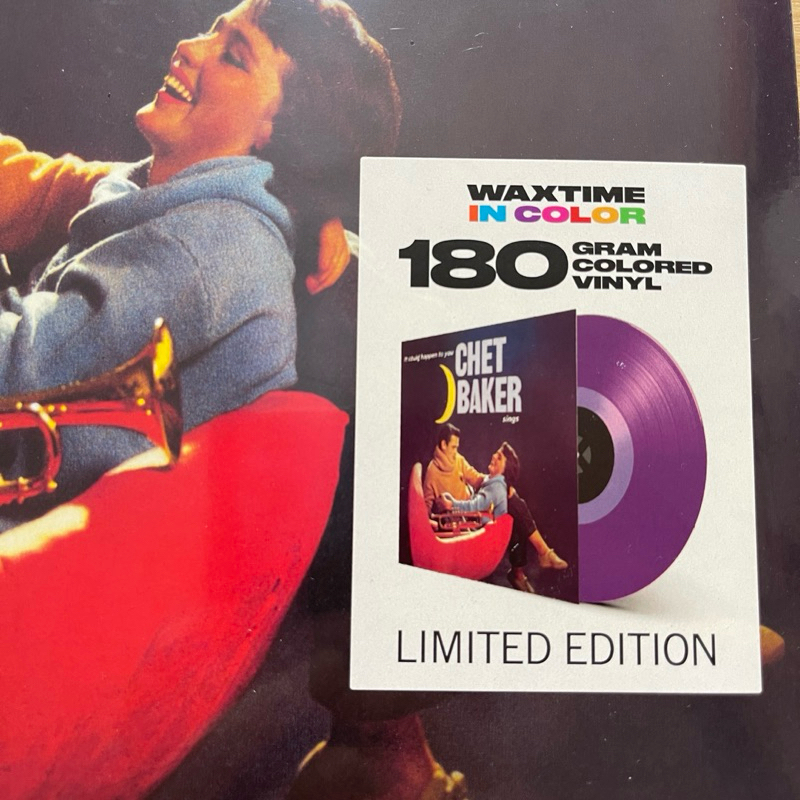 WAXTIME
IN COLOR
180 GRAM
COLORED
VINYL
it could happen to you
CHET
BAKER
sings
LIMITED EDITION